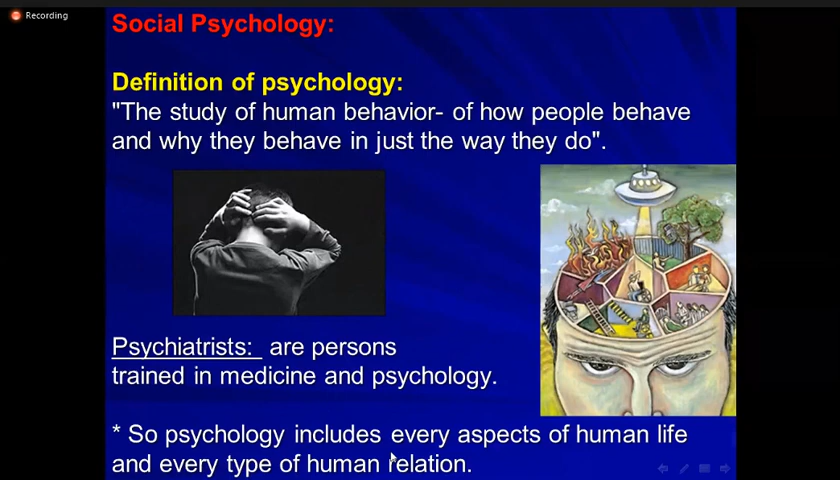 Recording
Social Psychology:
Definition of psychology:
"The study of human behavior- of how people behave
and why they behave in just the way they do".
Psychiatrists: are persons
trained in medicine and psychology.
* So psychology includes every aspects of human life
and every type of human relation.